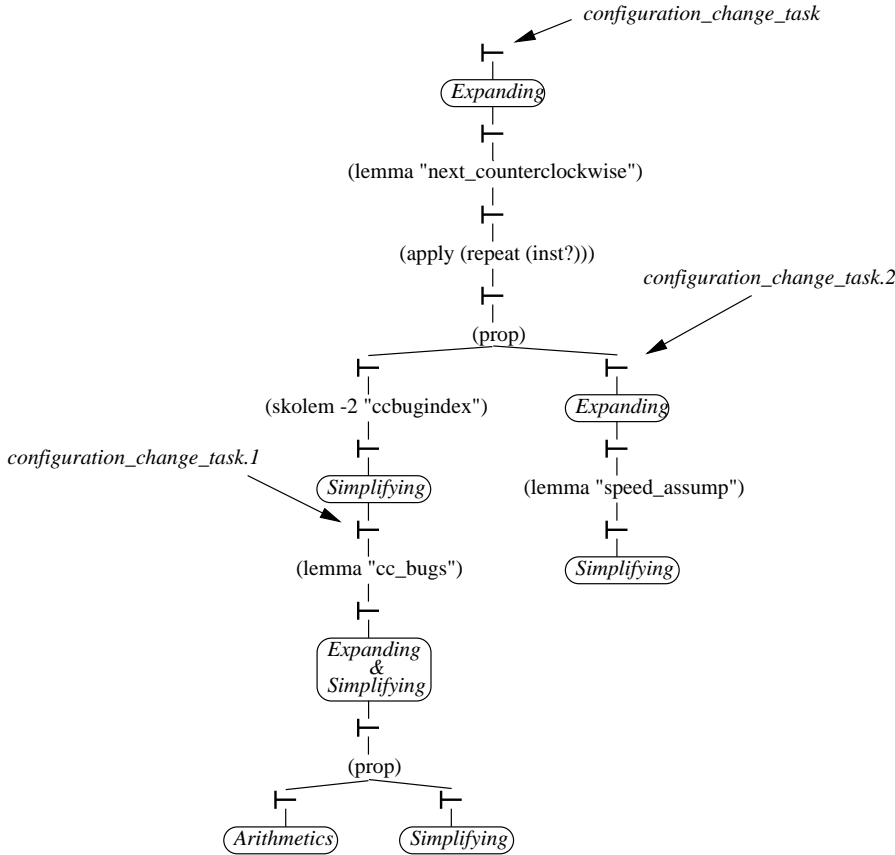 configuration_change_task
Expanding
(lemma "next_counterclockwise")
(apply (repeat (inst?)))
configuration_change_task.2
(prop)
(skolem -2 "ccbugindex")
Expanding
configuration_change_task.1
Simplifying
(lemma "speed_assump")
(lemma "cc_bugs")
Simplifying
Expanding
&
Simplifying
(prop)
Arithmetics
Simplifying